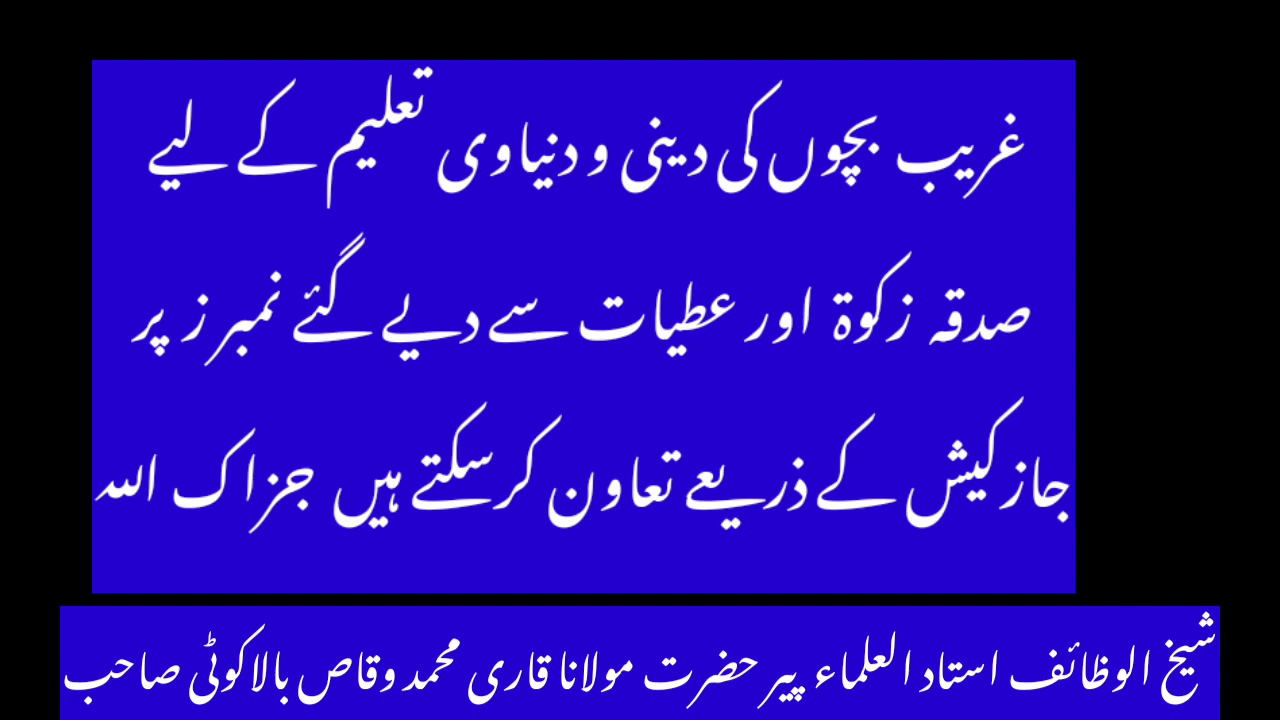 غریب بچوں کی دینی و دنیاوی تعلیم کے لیے
صدقہ زکوۃ اور عطیات سے دیے گئے نمبرز پر
جازکیش کے ذریعے تعاون کرسکتے ہیں جزاک اللہ
شیخ الوظائف استاد العلماء پیر حضرت مولانا قاری محمد وقاص بالاکوٹی صاحب